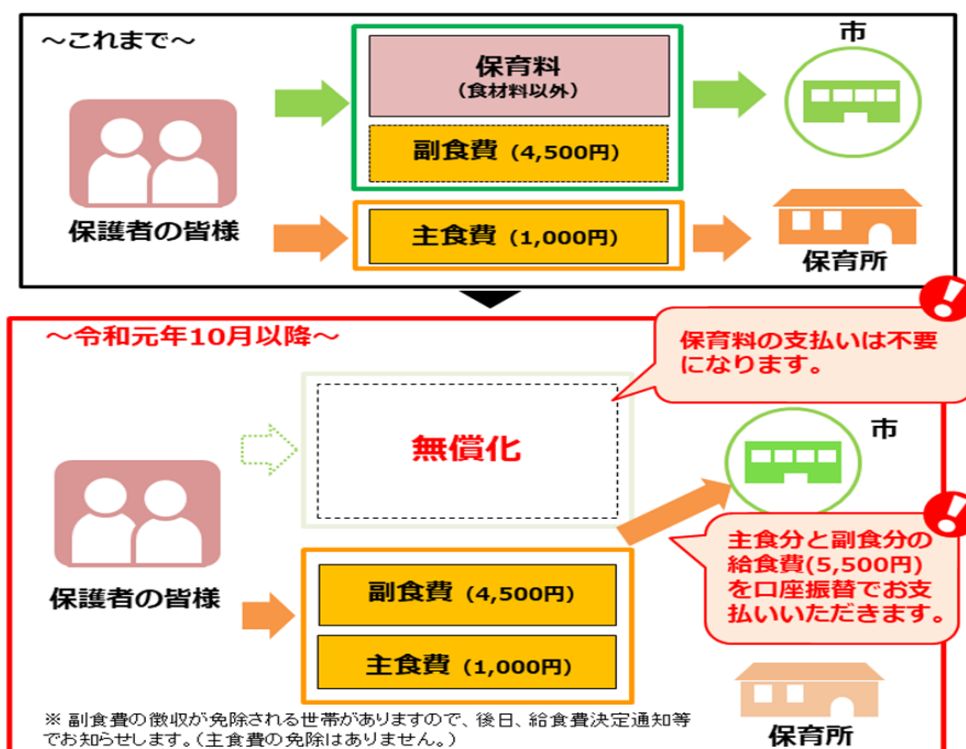 ～これまで～
市
保育料
（食材料以外）
副食費（4,500円）
保護者の皆様
主食費（1,000円）
保育所
～令和元年10月以降～
保育料の支払いは不要
になります。
無償化
市
主食分と副食分の
給食費(5,500円)
を口座振替でお支
払いいただきます。
保護者の皆様
副食費（4,500円）
主食費（1,000円）
※ 副食費の徴収が免除される世帯がありますので、後日、給食費決定通知等
でお知らせします。（主食費の免除はありません。）
保育所